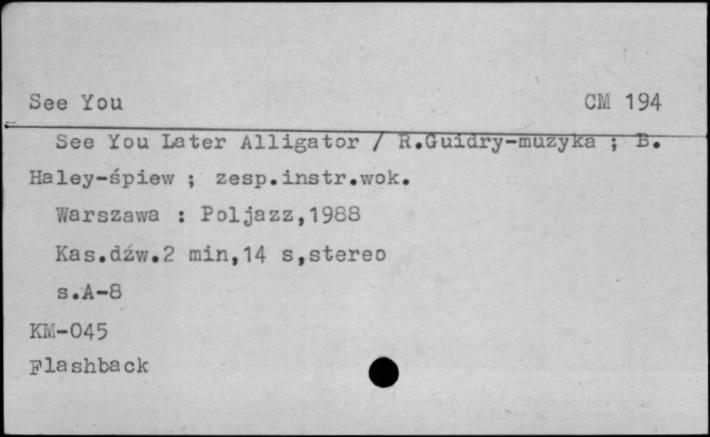 See You CM 194
See You Later Alligator / R.Guidry-muzyka ; B.
Haley-śpiew ; zesp.instr.wok.
Warszawa : Poljazz,1988
Kas.dźw.2 min,14 s,stereo
s.A-8
KM-045
Flashback